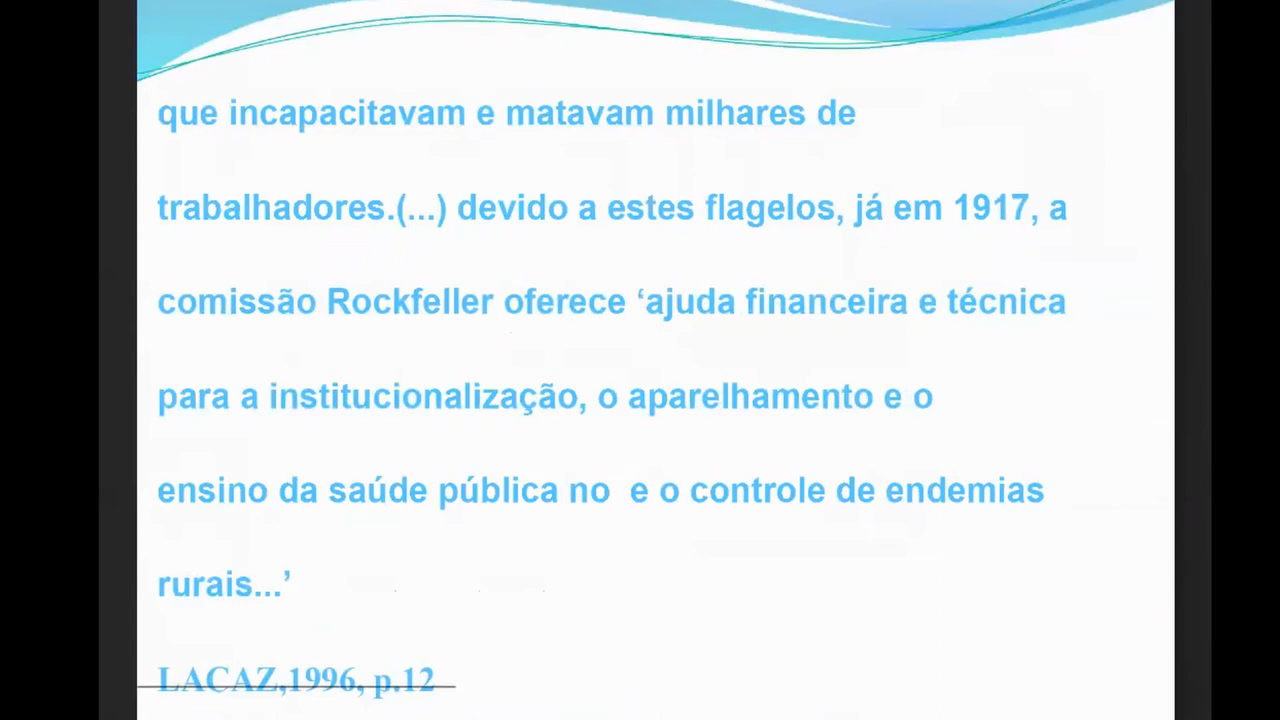 que incapacitavam e matavam milhares de
trabalhadores.(...) devido a estes flagelos, já em 1917, a
comissão Rockfeller oferece ‘ajuda financeira e técnica
para a institucionalização, o aparelhamento e o
ensino da saúde pública no  e o controle de endemias
rurais...’
LACAZ,1996, p.12